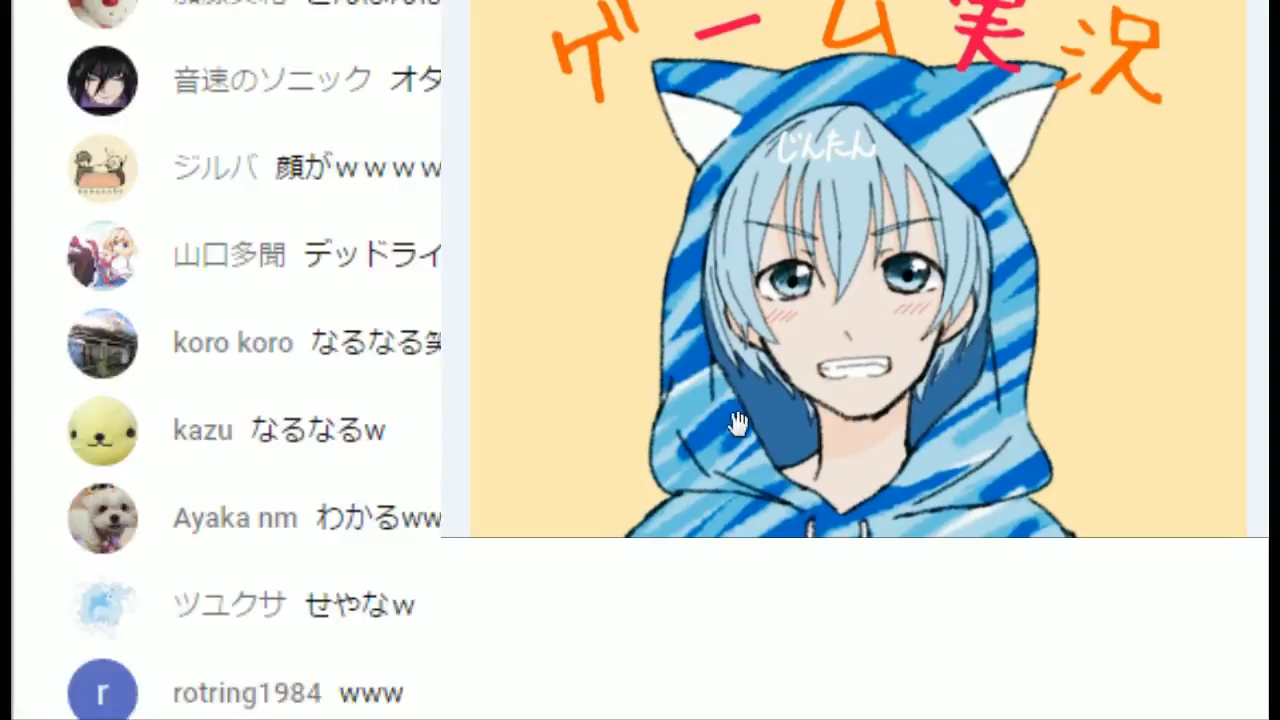 音速のソニック オタ
ジルバ 顔がｗｗｗｗ
山口多聞 デッドライ
koro koro なるなる笑
kazu なるなるw
Ayaka nm わかるww
ツユクサ せやなｗ
r rotring1984 www
ゲーム実況
じんたん